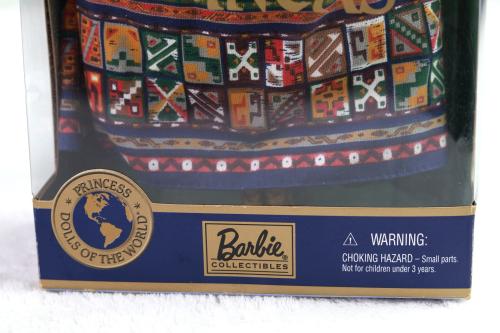 PRINCESS
DOLLS OF THE WORLD
Barbie®
COLLECTIBLES
⚠ WARNING:
CHOKING HAZARD – Small parts.
Not for children under 3 years.